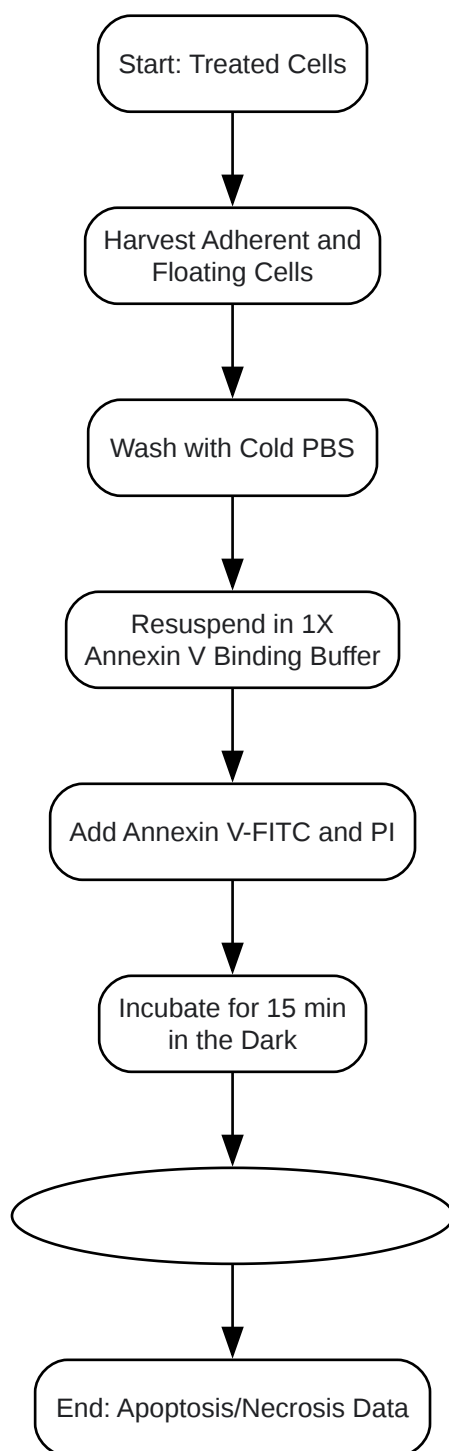 Start: Treated Cells
Harvest Adherent and
Floating Cells
Wash with Cold PBS
Resuspend in 1X
Annexin V Binding Buffer
Add Annexin V-FITC and PI
Incubate for 15 min
in the Dark
End: Apoptosis/Necrosis Data